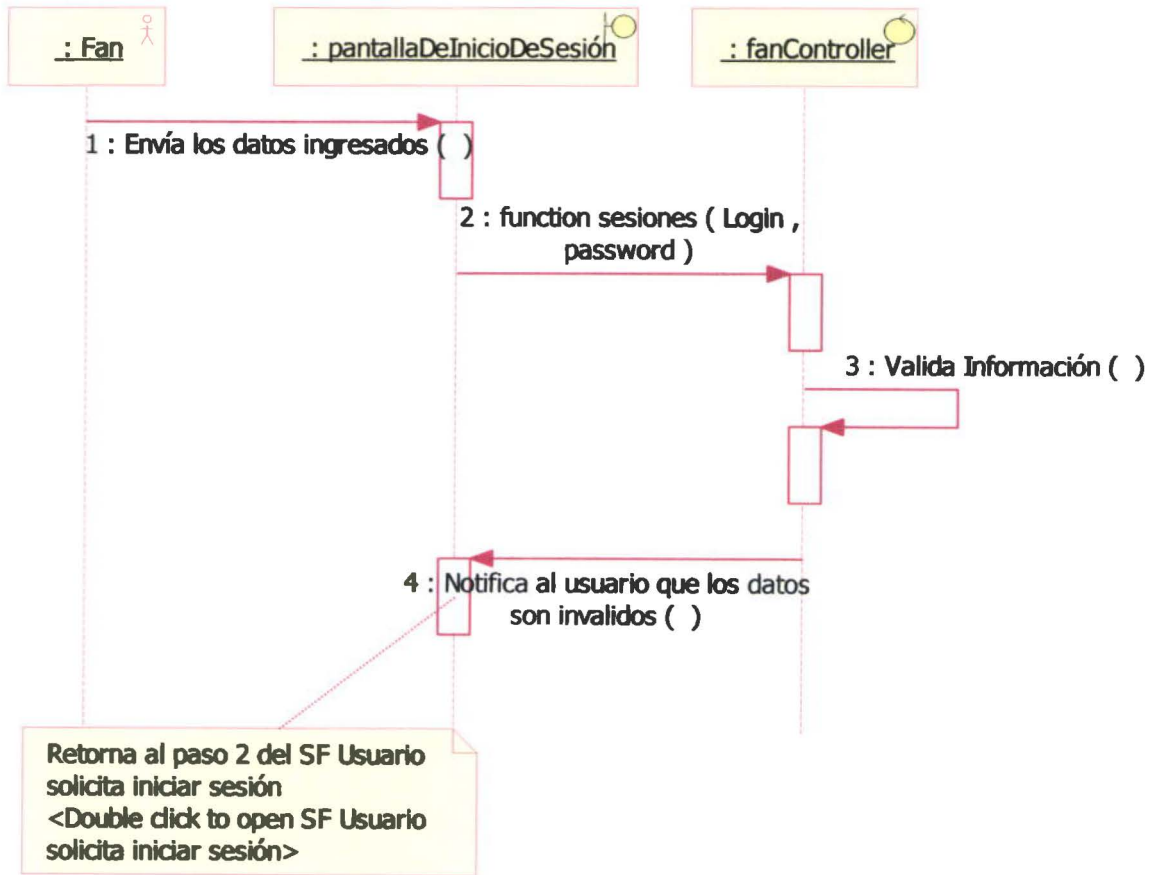 : Fan
: pantallaDeInicioDeSesión
: fanController
1 : Envía los datos ingresados ( )
2 : function sesiones ( Login ,
password )
3 : Valida Información ( )
4 : Notifica al usuario que los datos
son invalidos ( )
Retorna al paso 2 del SF Usuario
solicita iniciar sesión
<Double click to open SF Usuario
solicita iniciar sesión>